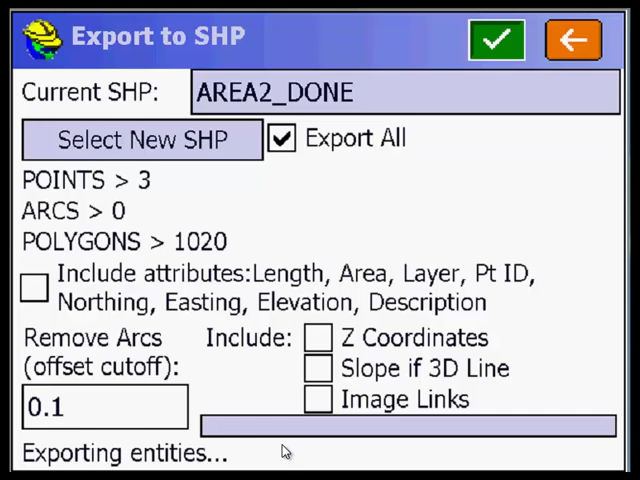 Export to SHP
Current SHP: AREA2_DONE
Select New SHP Export All
POINTS > 3
ARCS > 0
POLYGONS > 1020
Include attributes:Length, Area, Layer, Pt ID,
Northing, Easting, Elevation, Description
Remove Arcs
(offset cutoff):
0.1
Include: Z Coordinates
Slope if 3D Line
Image Links
Exporting entities...